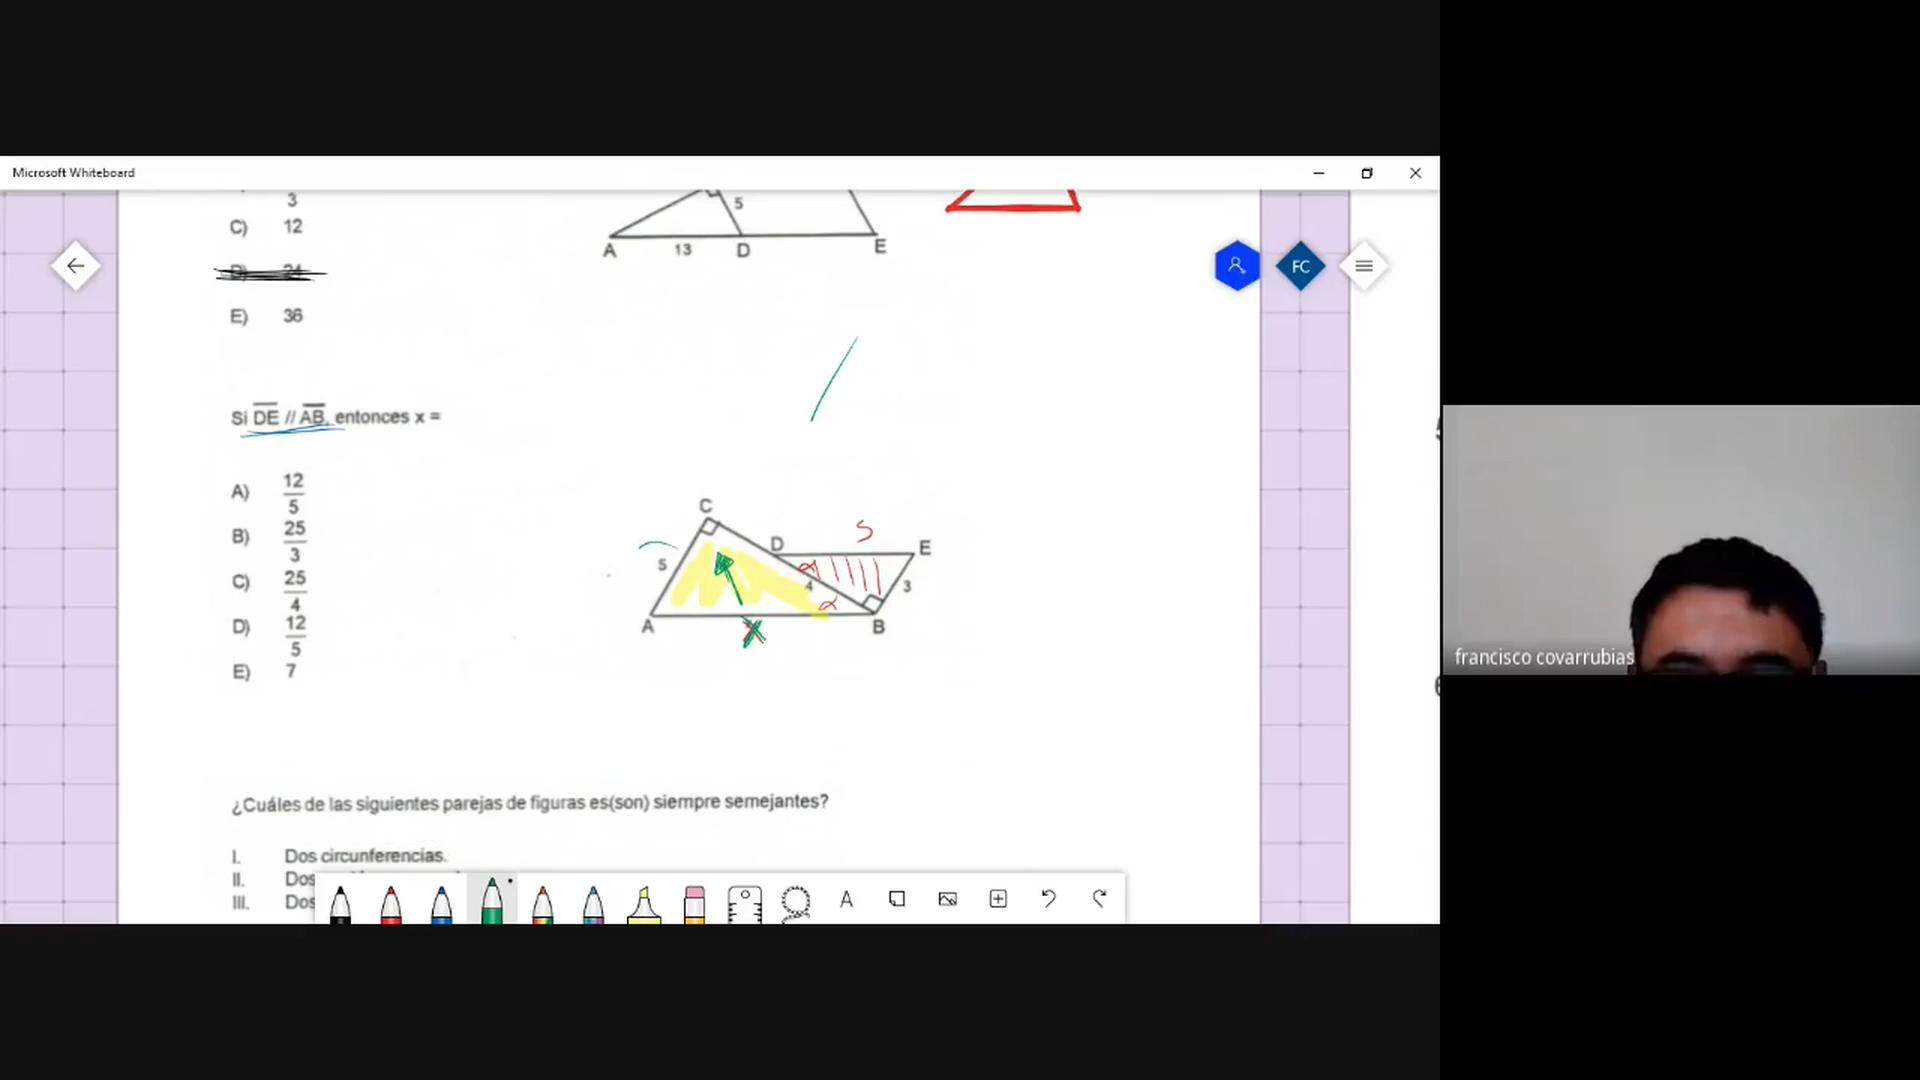 Microsoft Whiteboard
3
C) 12
D) 24
E) 36
5
A 13 D E
FC
Si DE // AB, entonces x =
A) 12/5
B) 25/3
C) 25/4
D) 12/5
E) 7
C
5
D
5
E
α
4
3
α
A
x
B
¿Cuáles de las siguientes parejas de figuras es(son) siempre semejantes?
I. Dos circunferencias.
II. Dos
III. Dos
A
francisco covarrubias